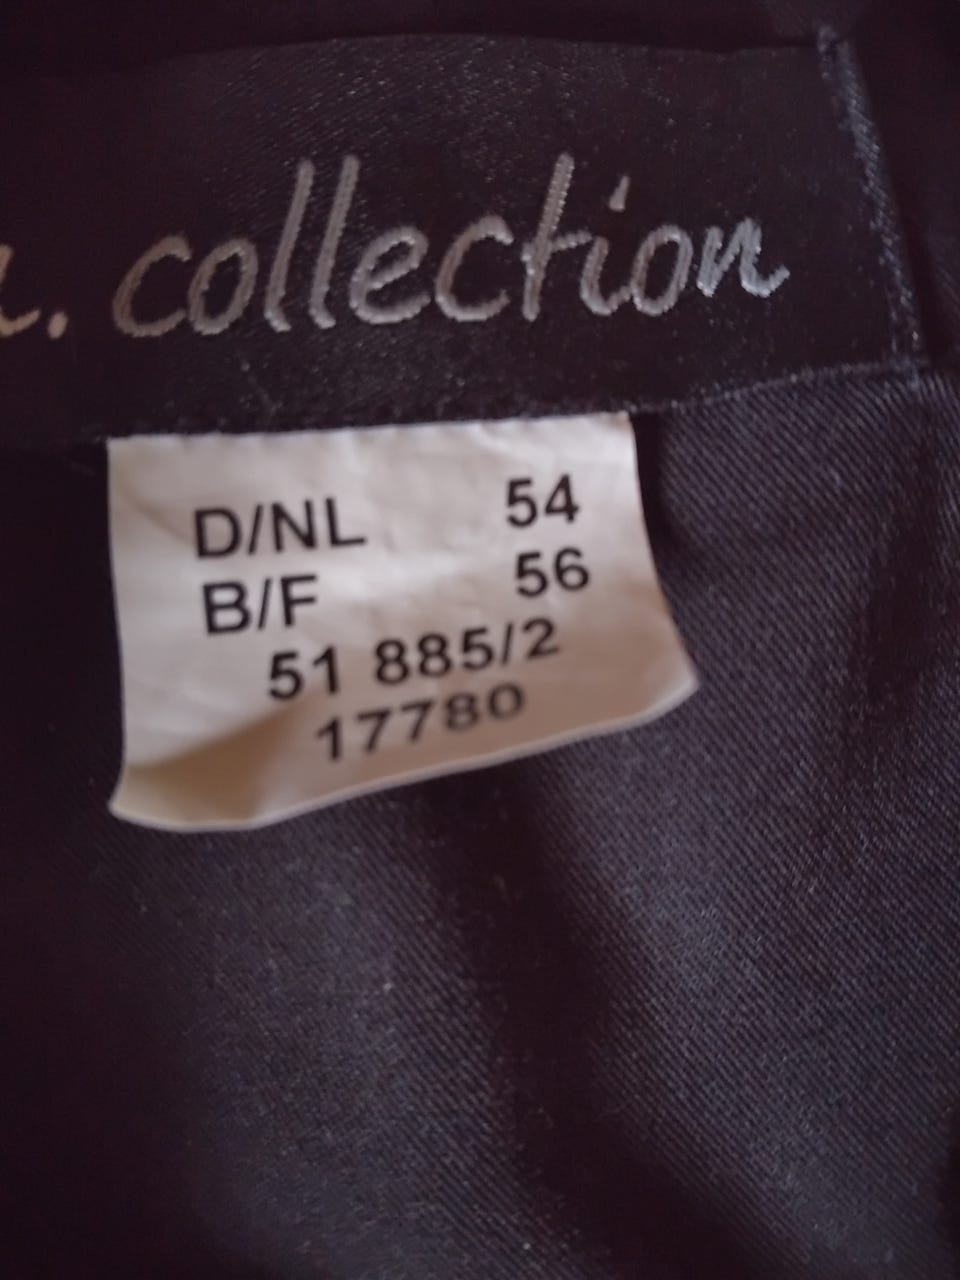 . collection
D/NL 54
B/F 56
51 885/2
17780